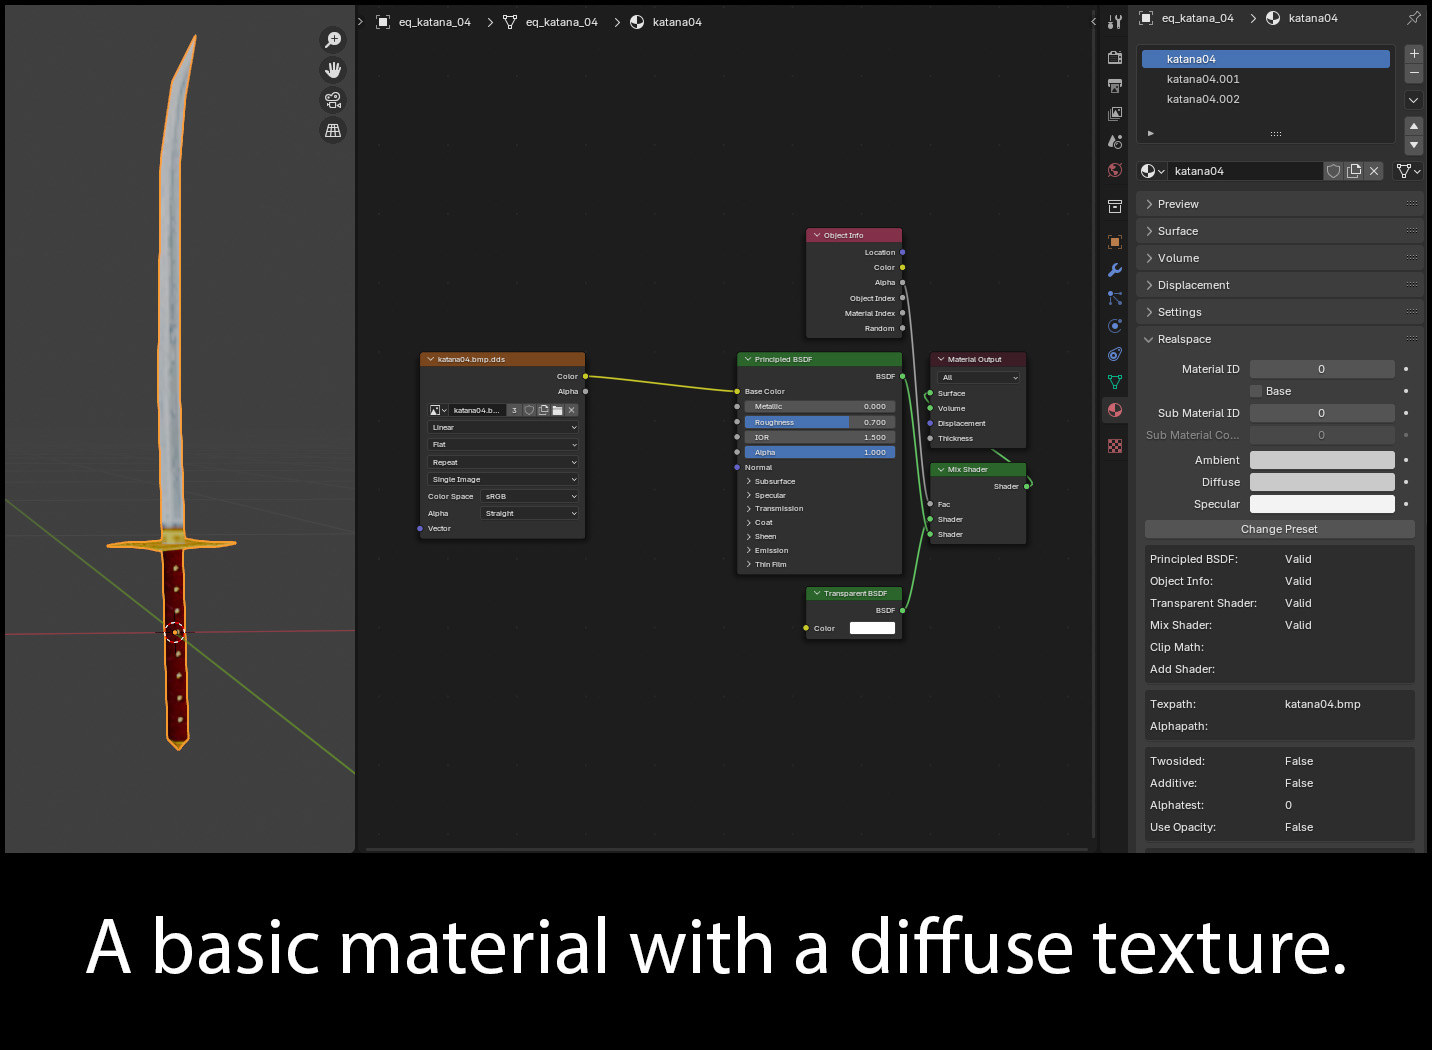 eq_katana_04 > eq_katana_04 > katana04
Object Info
Location
Color
Alpha
Object Index
Material Index
Random
katana04.bmp.dds
Color
Alpha
katana04.b... 3
Linear
Flat
Repeat
Single Image
Color Space sRGB
Alpha Straight
Vector
Principled BSDF
BSDF
Base Color
Metallic 0.000
Roughness 0.700
IOR 1.500
Alpha 1.000
Normal
Subsurface
Specular
Transmission
Coat
Sheen
Emission
Thin Film
Material Output
All
Surface
Volume
Displacement
Thickness
Mix Shader
Shader
Fac
Shader
Shader
Transparent BSDF
BSDF
Color
eq_katana_04 > katana04
katana04
katana04.001
katana04.002
katana04
Preview
Surface
Volume
Displacement
Settings
Realspace
Material ID 0
Base
Sub Material ID 0
Sub Material Co... 0
Ambient
Diffuse
Specular
Change Preset
Principled BSDF: Valid
Object Info: Valid
Transparent Shader: Valid
Mix Shader: Valid
Clip Math:
Add Shader:
Texpath: katana04.bmp
Alphapath:
Twosided: False
Additive: False
Alphatest: 0
Use Opacity: False
A basic material with a diffuse texture.